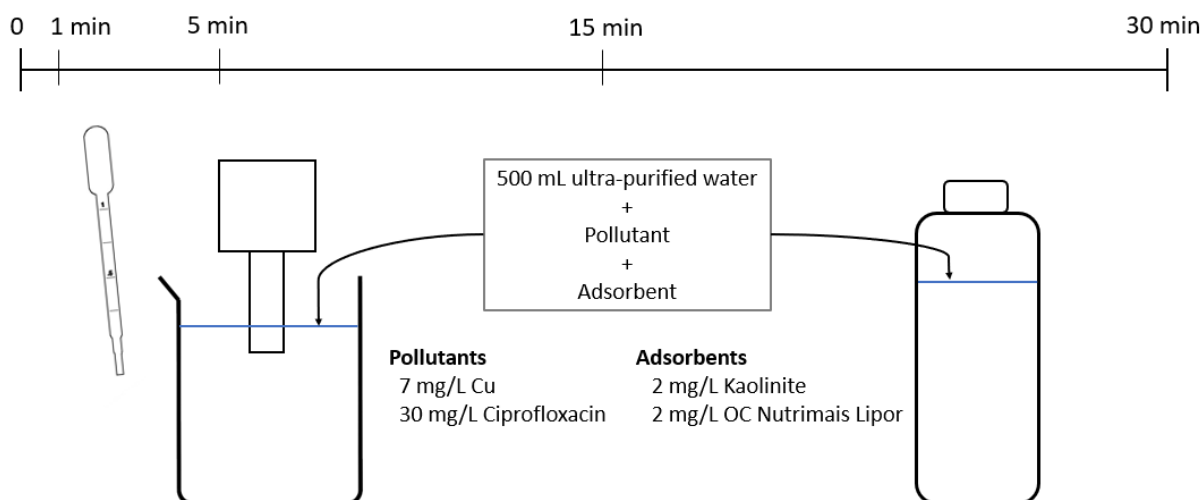 0
1 min
5 min
15 min
30 min
500 mL ultra-purified water
+
Pollutant
+
Adsorbent
Pollutants
7 mg/L Cu
30 mg/L Ciprofloxacin
Adsorbents
2 mg/L Kaolinite
2 mg/L OC Nutrimais Lipor